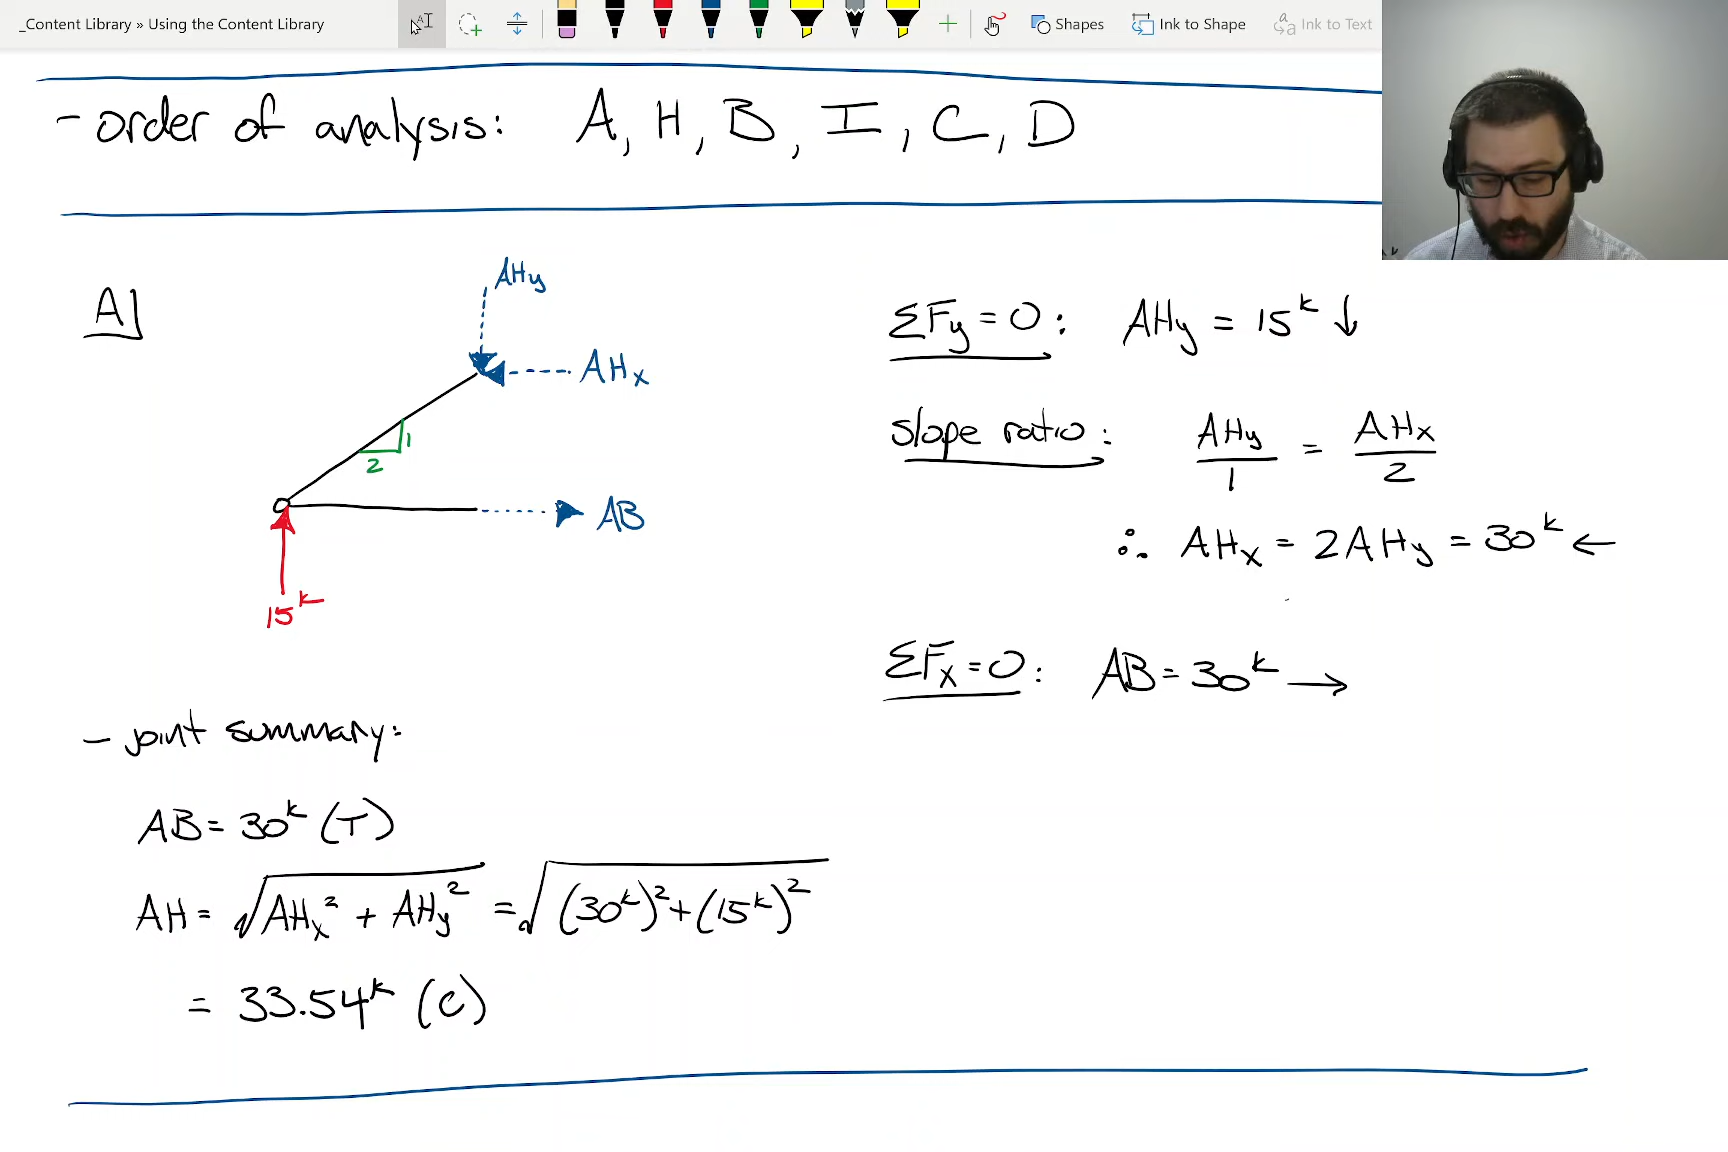 _Content Library » Using the Content Library
Shapes
Ink to Shape
Ink to Text
- order of analysis: A, H, B, I, C, D
A]
AHy
AHx
1
2
AB
15ᵏ
ΣFy = 0: AHy = 15ᵏ ↓
slope ratio: AHy/1 = AHx/2
∴ AHx = 2AHy = 30ᵏ ←
ΣFx = 0: AB = 30ᵏ →
- joint summary:
AB = 30ᵏ (T)
AH = √(AHx² + AHy²) = √((30ᵏ)² + (15ᵏ)²)
= 33.54ᵏ (C)